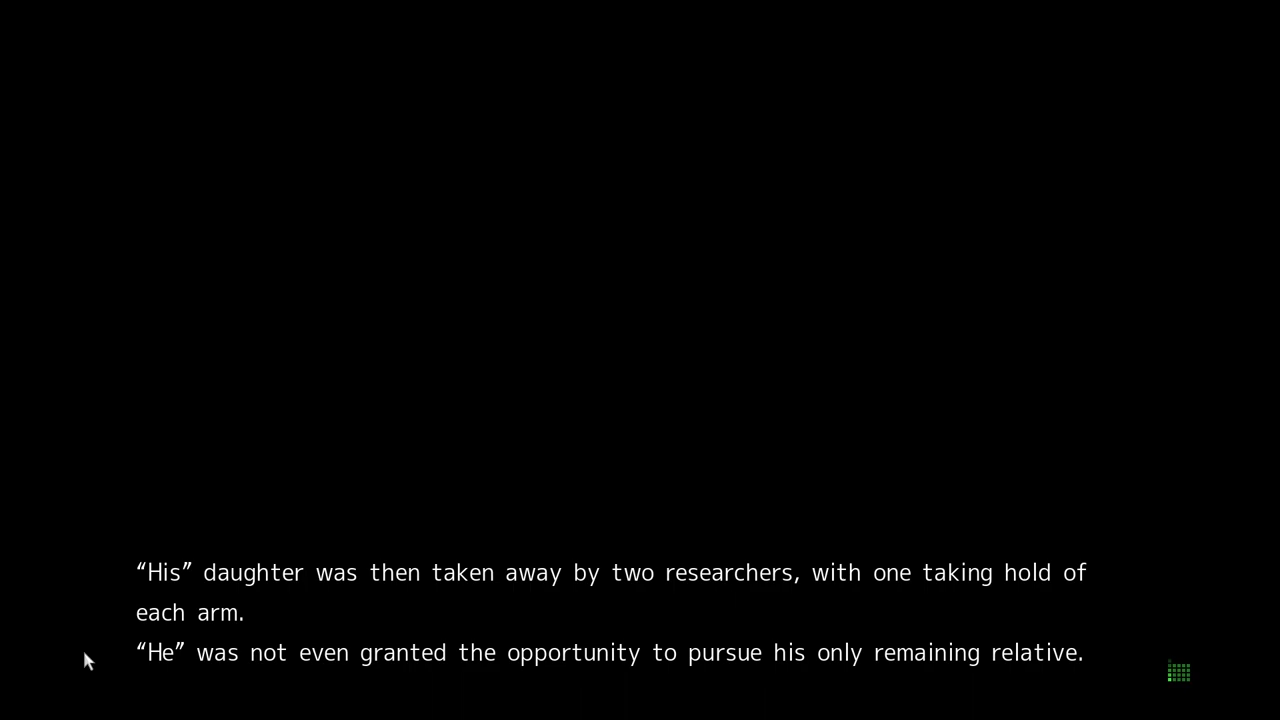 “His” daughter was then taken away by two researchers, with one taking hold of
each arm.
“He” was not even granted the opportunity to pursue his only remaining relative.